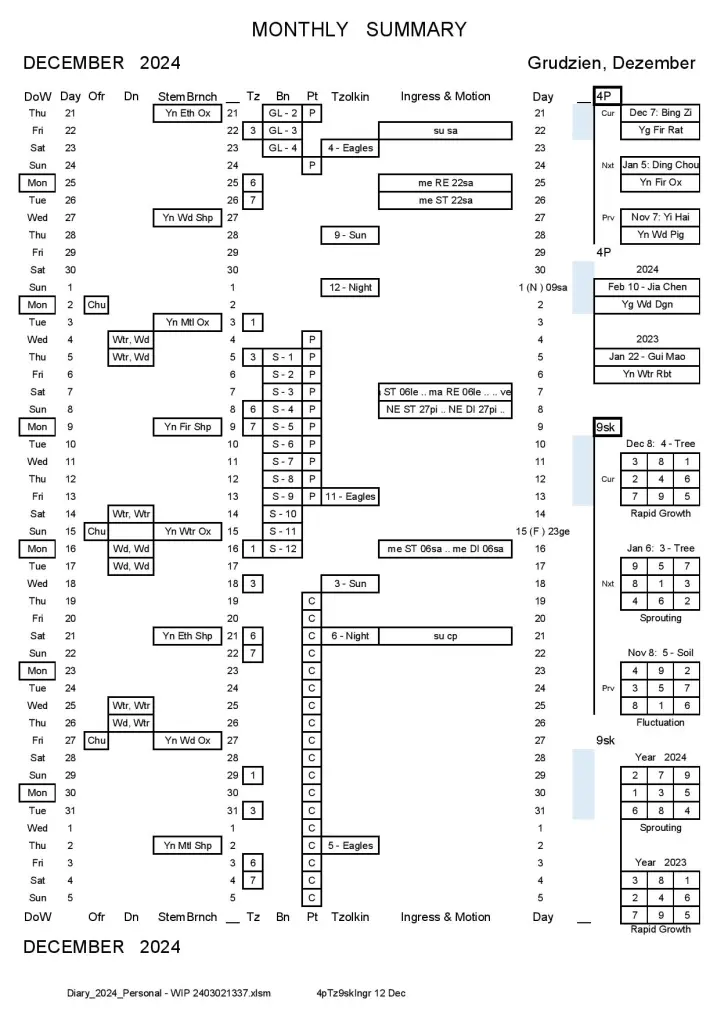 MONTHLY SUMMARY
DECEMBER 2024 Grudzien, Dezember
DoW Day Ofr Dn Stem Brnch __ Tz Bn Pt Tzolkin Ingress & Motion Day __ 4P
Thu 21 Yn Eth Ox 21 GL - 2 P 21 Cur Dec 7: Bing Zi
Fri 22 22 3 GL - 3 su sa 22 Yg Fir Rat
Sat 23 23 GL - 4 4 - Eagles 23
Sun 24 24 P 24 Nxt Jan 5: Ding Chou
Mon 25 25 6 me RE 22sa 25 Yn Fir Ox
Tue 26 26 7 me ST 22sa 26
Wed 27 Yn Wd Shp 27 27 Prv Nov 7: Yi Hai
Thu 28 28 9 - Sun 28 Yn Wd Pig
Fri 29 29 29 4P
Sat 30 30 30 2024
Sun 1 1 12 - Night 1 (N ) 09sa Feb 10 - Jia Chen
Mon 2 Chu 2 2 Yg Wd Dgn
Tue 3 Yn Mtl Ox 3 1 3
Wed 4 Wtr, Wd 4 P 4 2023
Thu 5 Wtr, Wd 5 3 S - 1 P 5 Jan 22 - Gui Mao
Fri 6 6 S - 2 P 6 Yn Wtr Rbt
Sat 7 7 S - 3 P ST 06le .. ma RE 06le .. .. ve 7
Sun 8 8 6 S - 4 P NE ST 27pi .. NE DI 27pi .. 8
Mon 9 Yn Fir Shp 9 7 S - 5 P 9 9sk
Tue 10 10 S - 6 P 10 Dec 8: 4 - Tree
Wed 11 11 S - 7 P 11 3 8 1
Thu 12 12 S - 8 P 12 Cur 2 4 6
Fri 13 13 S - 9 P 11 - Eagles 13 7 9 5
Sat 14 Wtr, Wtr 14 S - 10 14 Rapid Growth
Sun 15 Chu Yn Wtr Ox 15 S - 11 15 (F ) 23ge
Mon 16 Wd, Wd 16 1 S - 12 me ST 06sa .. me DI 06sa 16 Jan 6: 3 - Tree
Tue 17 Wd, Wd 17 17 9 5 7
Wed 18 18 3 3 - Sun 18 Nxt 8 1 3
Thu 19 19 C 19 4 6 2
Fri 20 20 C 20 Sprouting
Sat 21 Yn Eth Shp 21 6 C 6 - Night su cp 21
Sun 22 22 7 C 22 Nov 8: 5 - Soil
Mon 23 23 C 23 4 9 2
Tue 24 24 C 24 Prv 3 5 7
Wed 25 Wtr, Wtr 25 C 25 8 1 6
Thu 26 Wd, Wtr 26 C 26 Fluctuation
Fri 27 Chu Yn Wd Ox 27 C 27 9sk
Sat 28 28 C 28 Year 2024
Sun 29 29 1 C 29 2 7 9
Mon 30 30 C 30 1 3 5
Tue 31 31 3 C 31 6 8 4
Wed 1 1 C 1 Sprouting
Thu 2 Yn Mtl Shp 2 C 5 - Eagles 2
Fri 3 3 6 C 3 Year 2023
Sat 4 4 7 C 4 3 8 1
Sun 5 5 C 5 2 4 6
DoW Day Ofr Dn Stem Brnch __ Tz Bn Pt Tzolkin Ingress & Motion Day __ 7 9 5
Rapid Growth
DECEMBER 2024
Diary_2024_Personal - WIP 2403021337.xlsm 4pTz9skIngr 12 Dec